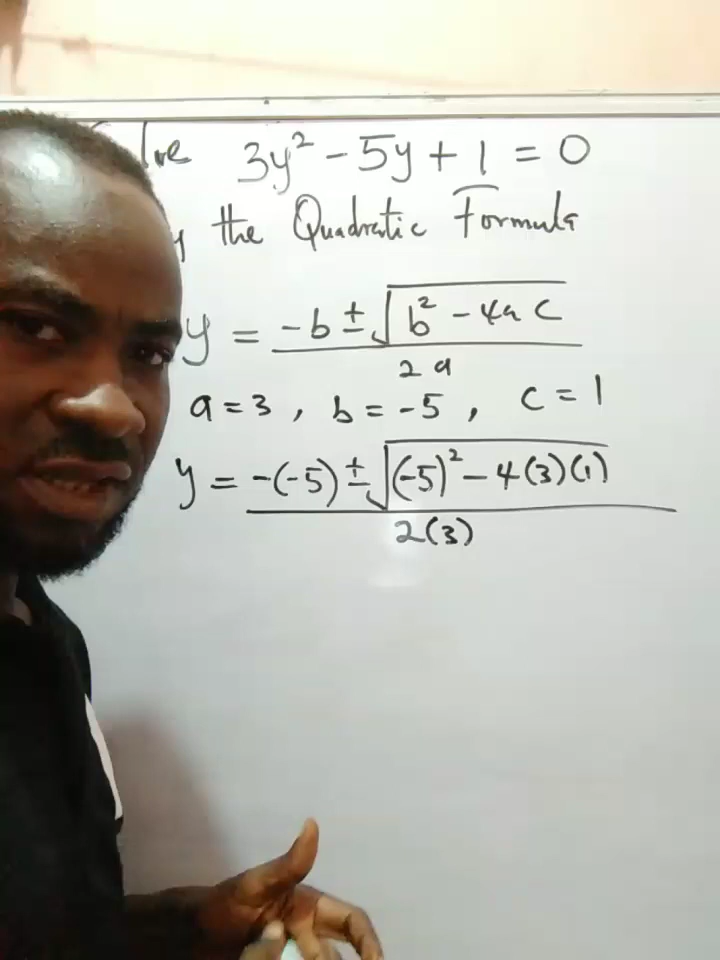 3y² - 5y + 1 = 0
the Quadratic Formula
y = -b ± √(b² - 4ac) / 2a
a = 3, b = -5, c = 1
y = -(-5) ± √((-5)² - 4(3)(1)) / 2(3)